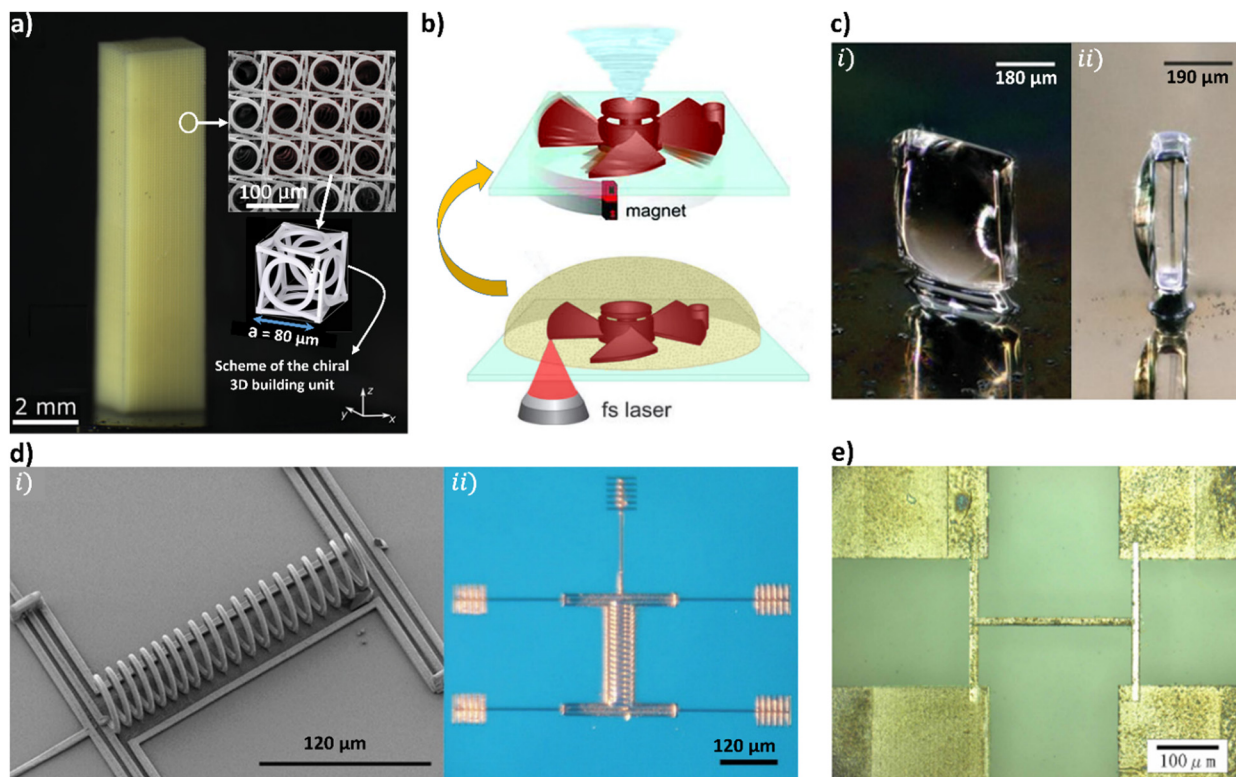 a)
100 µm
a = 80 µm
Scheme of the chiral
3D building unit
2 mm
z
y
x
b)
magnet
fs laser
c)
i)
180 µm
ii)
190 µm
d)
i)
120 µm
ii)
120 µm
e)
100 µm